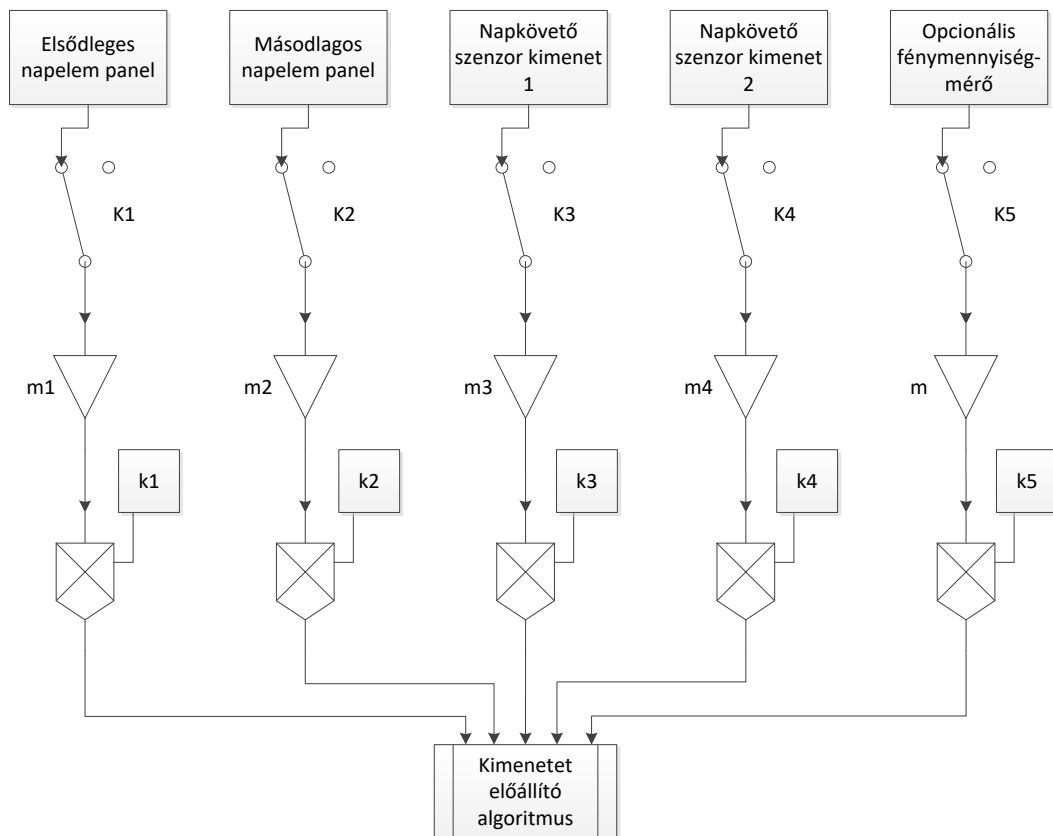 Elsődleges
napelem panel
Másodlagos
napelem panel
Napkövető
szenzor kimenet
1
Napkövető
szenzor kimenet
2
Opcionális
fénymennyiség-
mérő
K1
K2
K3
K4
K5
m1
m2
m3
m4
m
k1
k2
k3
k4
k5
Kimenetet
előállító
algoritmus